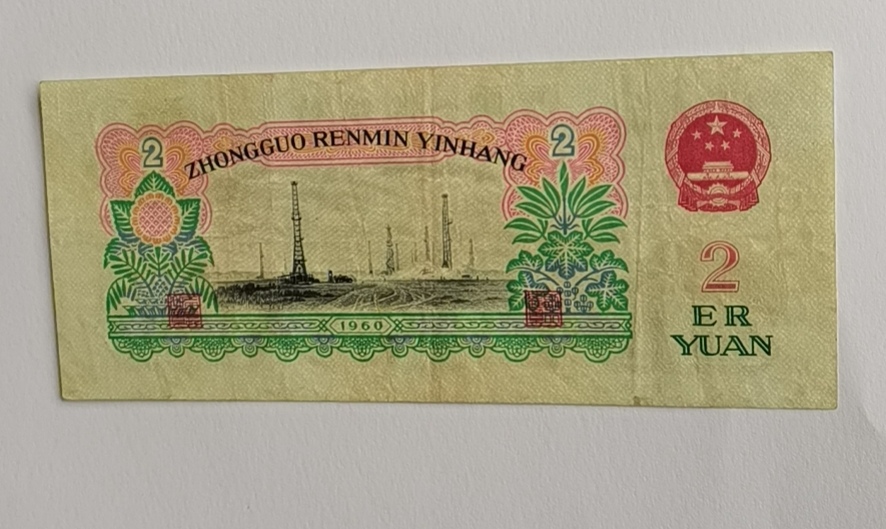 2
ZHONGGUO RENMIN YINHANG
2
1960
2
ER
YUAN